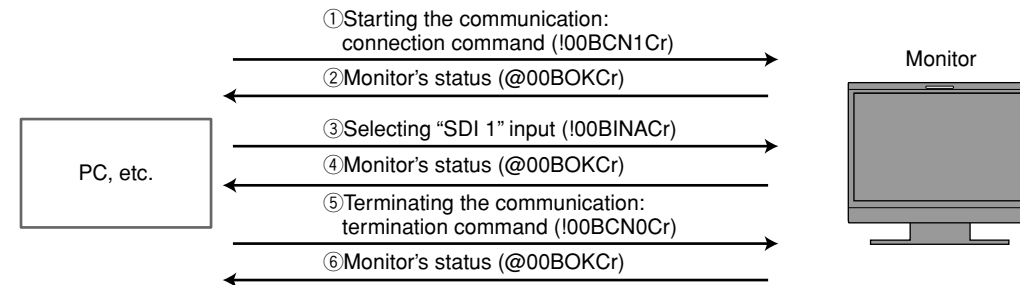 ①Starting the communication:
connection command (!00BCN1Cr)
②Monitor's status (@00BOKCr)
Monitor
③Selecting “SDI 1” input (!00BINACr)
PC, etc.
④Monitor's status (@00BOKCr)
⑤Terminating the communication:
termination command (!00BCN0Cr)
⑥Monitor's status (@00BOKCr)